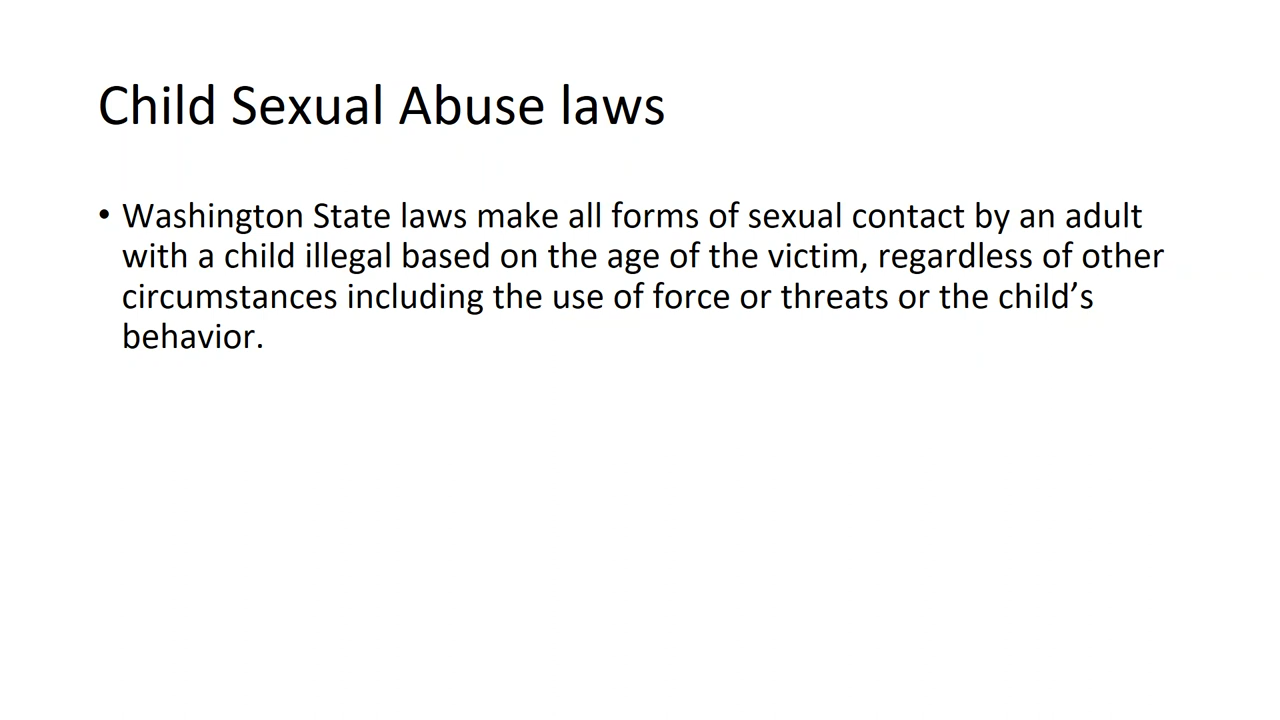 Child Sexual Abuse laws
• Washington State laws make all forms of sexual contact by an adult
with a child illegal based on the age of the victim, regardless of other
circumstances including the use of force or threats or the child’s
behavior.